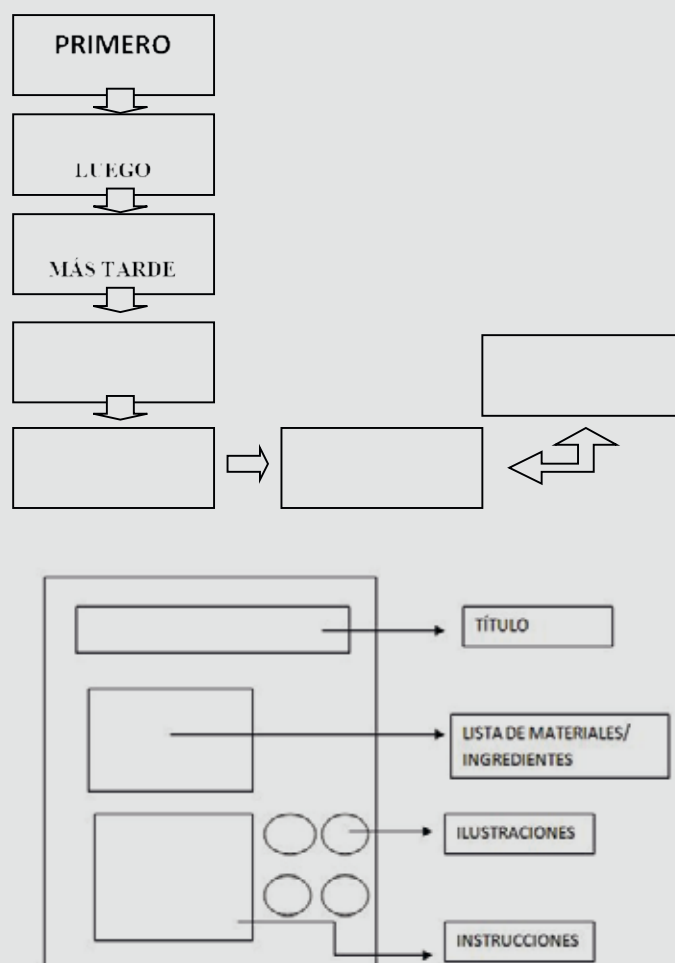 PRIMERO
LUEGO
MÁS TARDE
TÍTULO
LISTA DE MATERIALES/
INGREDIENTES
ILUSTRACIONES
INSTRUCCIONES